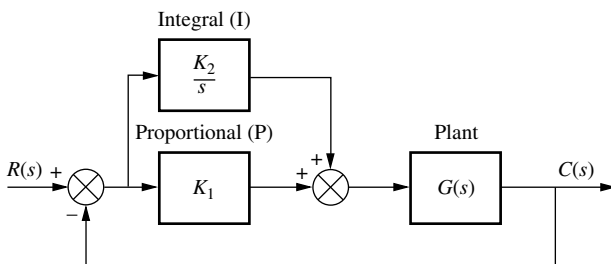 Integral (I)
K₂
s
Proportional (P)
Plant
R(s)
+
−
K₁
+
+
G(s)
C(s)